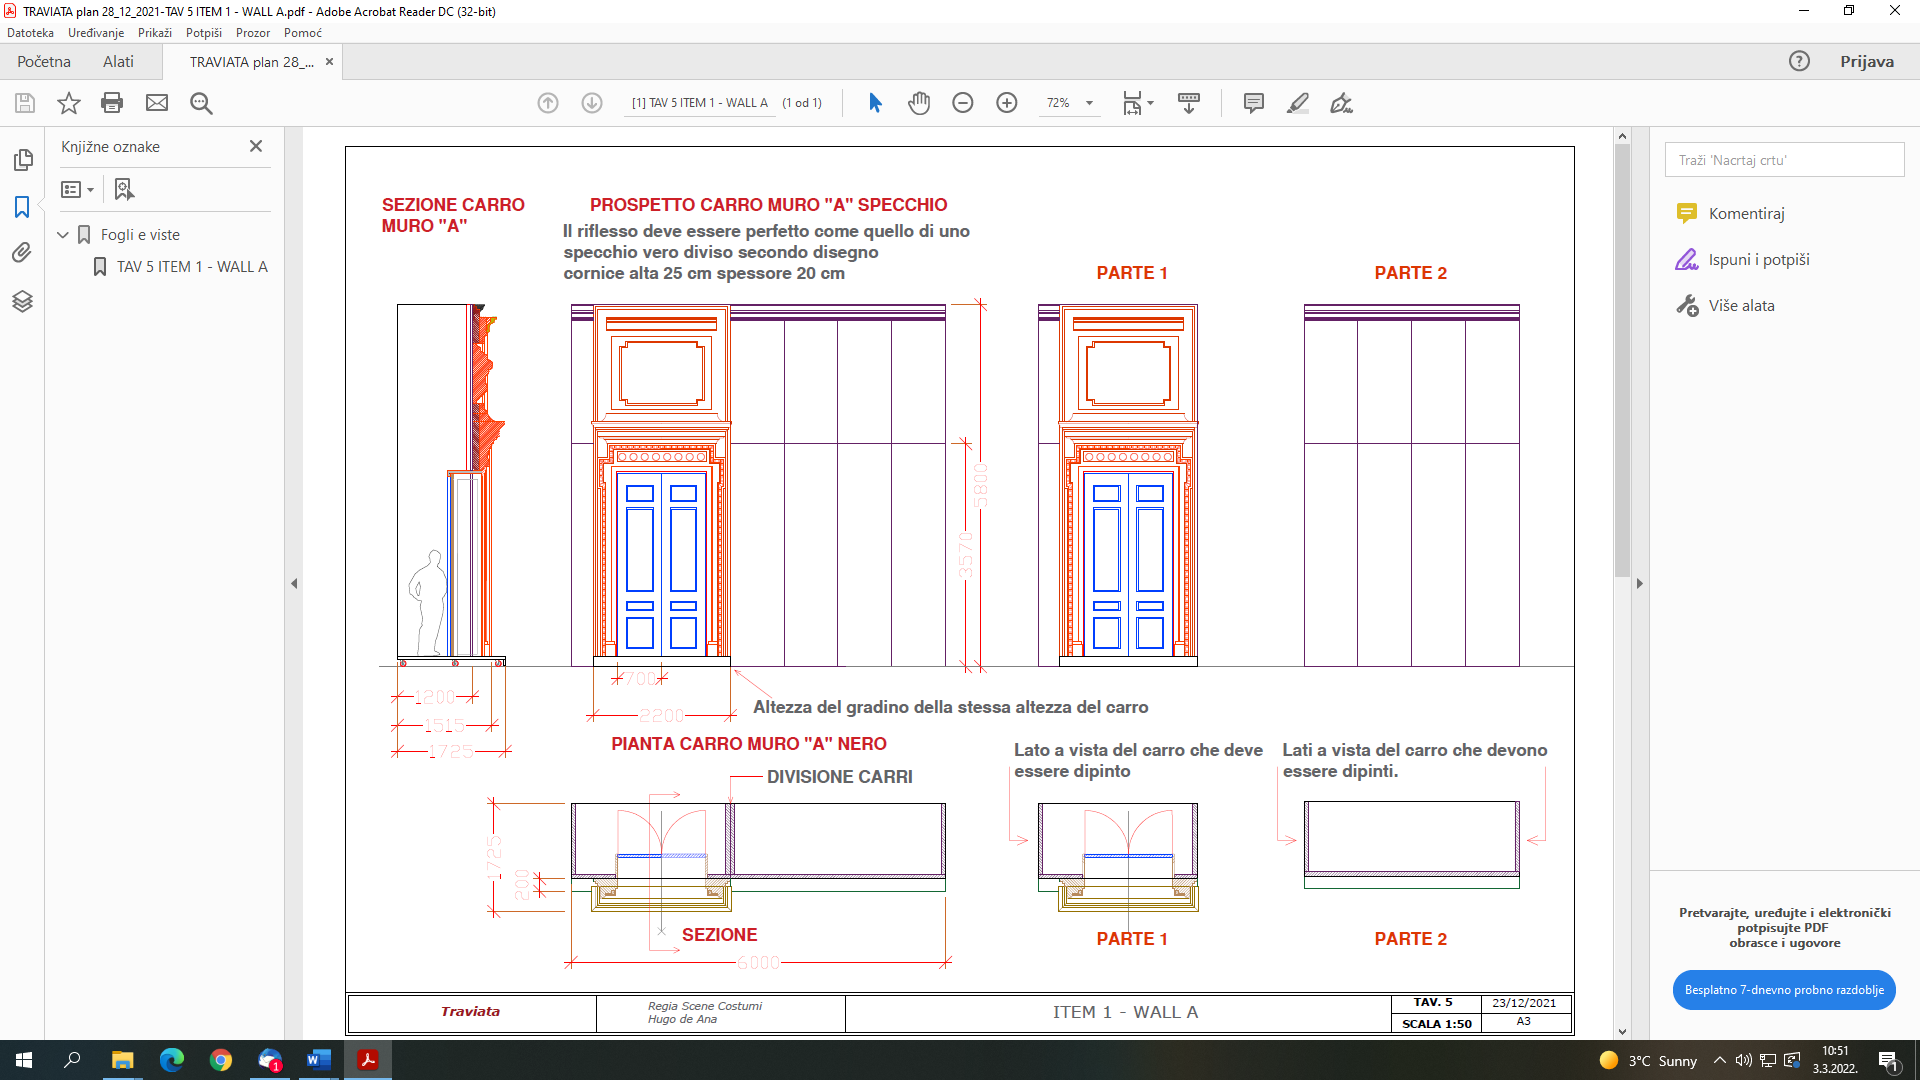 TRAVIATA plan 28_12_2021-TAV 5 ITEM 1 - WALL A.pdf - Adobe Acrobat Reader DC (32-bit)
Datoteka Uređivanje Prikaži Potpiši Prozor Pomoć
Početna Alati TRAVIATA plan 28_... × Prijava
[1] TAV 5 ITEM 1 - WALL A (1 od 1) 72%
Knjižne oznake
Fogli e viste
TAV 5 ITEM 1 - WALL A
SEZIONE CARRO
MURO "A"
PROSPETTO CARRO MURO "A" SPECCHIO
Il riflesso deve essere perfetto come quello di uno
specchio vero diviso secondo disegno
cornice alta 25 cm spessore 20 cm
PARTE 1
PARTE 2
5800
3570
700
2200
1200
1515
1725
Altezza del gradino della stessa altezza del carro
PIANTA CARRO MURO "A" NERO
DIVISIONE CARRI
Lato a vista del carro che deve
essere dipinto
Lati a vista del carro che devono
essere dipinti.
1725
200
SEZIONE
6000
PARTE 1
PARTE 2
Traviata
Regia Scene Costumi
Hugo de Ana
ITEM 1 - WALL A
TAV. 5
23/12/2021
SCALA 1:50
A3
Traži 'Nacrtaj crtu'
Komentiraj
Ispuni i potpiši
Više alata
Pretvarajte, uređujte i elektronički
potpisujte PDF
obrasce i ugovore
Besplatno 7-dnevno probno razdoblje
1
3°C Sunny
10:51
3.3.2022.
1